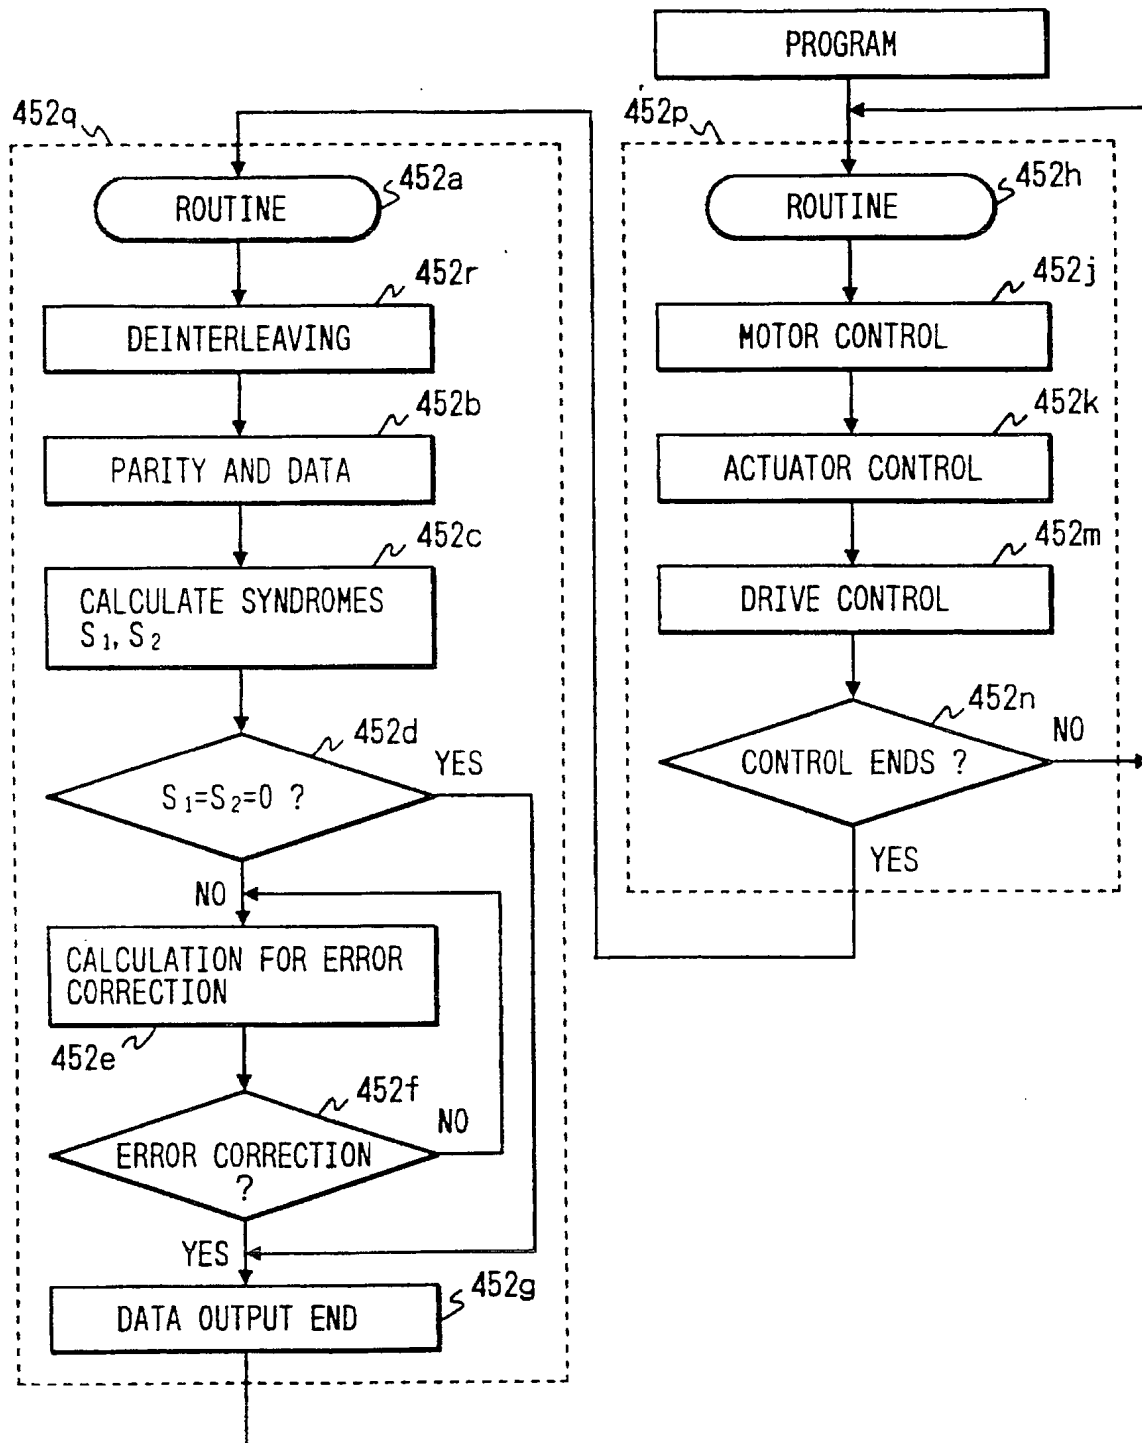 PROGRAM
452q
452p
ROUTINE
452a
ROUTINE
452h
452r
DEINTERLEAVING
452j
MOTOR CONTROL
452b
PARITY AND DATA
452k
ACTUATOR CONTROL
452c
CALCULATE SYNDROMES
S₁,S₂
452m
DRIVE CONTROL
452d
S₁=S₂=0 ?
YES
NO
452n
CONTROL ENDS ?
NO
YES
CALCULATION FOR ERROR
CORRECTION
452e
452f
ERROR CORRECTION
?
NO
YES
452g
DATA OUTPUT END